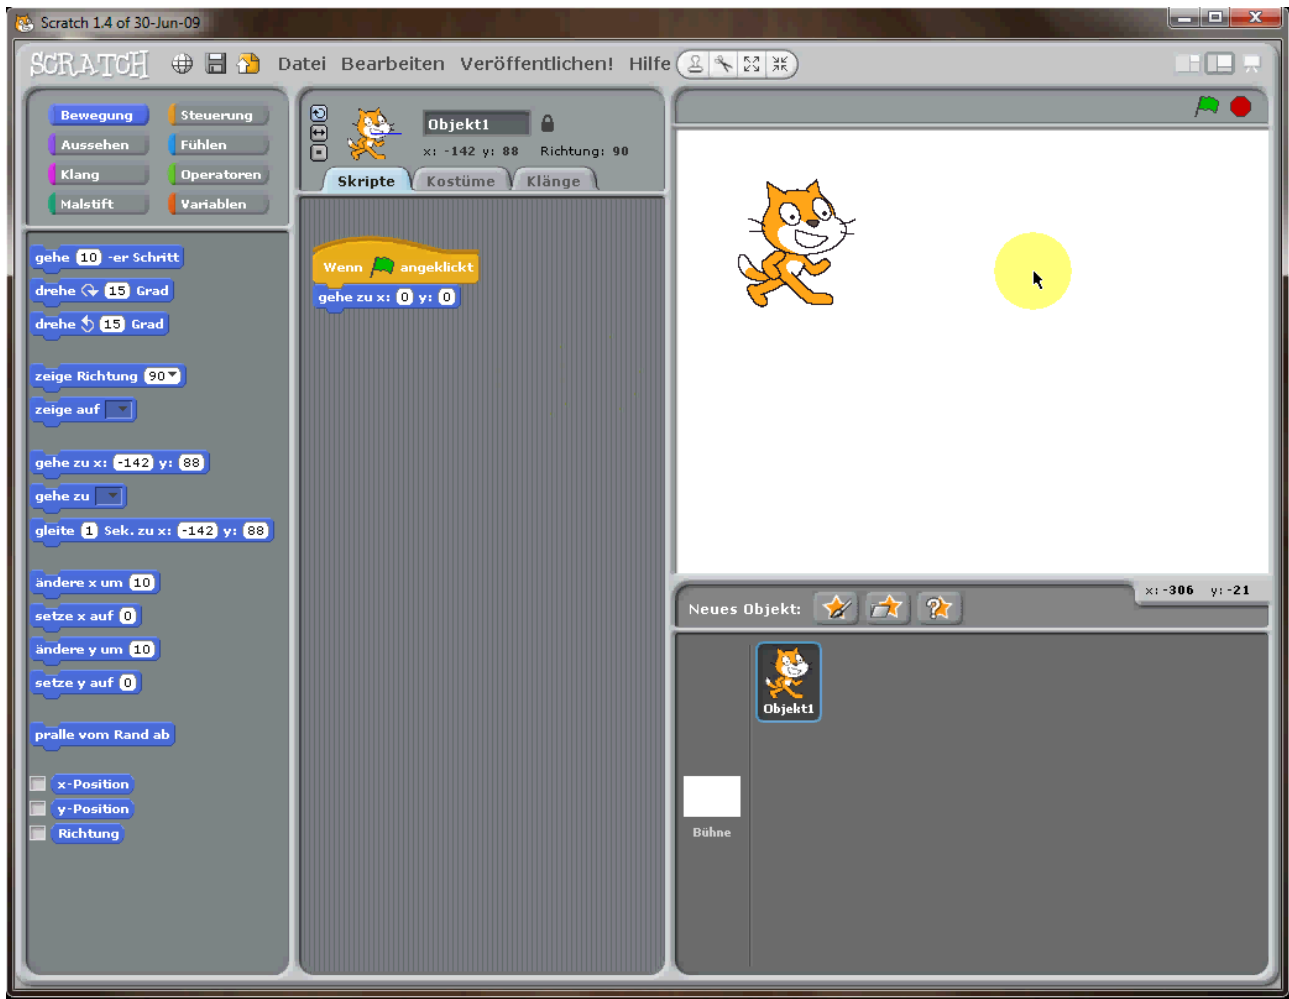 Scratch 1.4 of 30-Jun-09
SCRATCH Datei Bearbeiten Veröffentlichen! Hilfe
Bewegung Steuerung
Aussehen Fühlen
Klang Operatoren
Malstift Variablen
gehe 10 -er Schritt
drehe 15 Grad
drehe 15 Grad
zeige Richtung 90
zeige auf
gehe zu x: -142 y: 88
gehe zu
gleite 1 Sek. zu x: -142 y: 88
ändere x um 10
setze x auf 0
ändere y um 10
setze y auf 0
pralle vom Rand ab
x-Position
y-Position
Richtung
Objekt1
x: -142 y: 88 Richtung: 90
Skripte Kostüme Klänge
Wenn angeklickt
gehe zu x: 0 y: 0
x: -306 y: -21
Neues Objekt:
Objekt1
Bühne